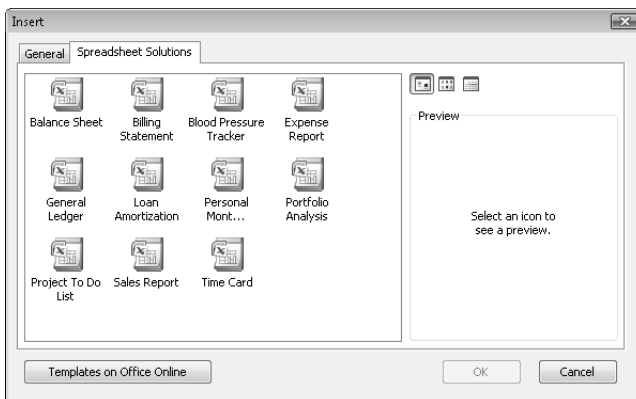 Insert
General Spreadsheet Solutions
Balance Sheet Billing Statement Blood Pressure Tracker Expense Report
General Ledger Loan Amortization Personal Mont... Portfolio Analysis
Project To Do List Sales Report Time Card
Preview
Select an icon to
see a preview.
Templates on Office Online OK Cancel